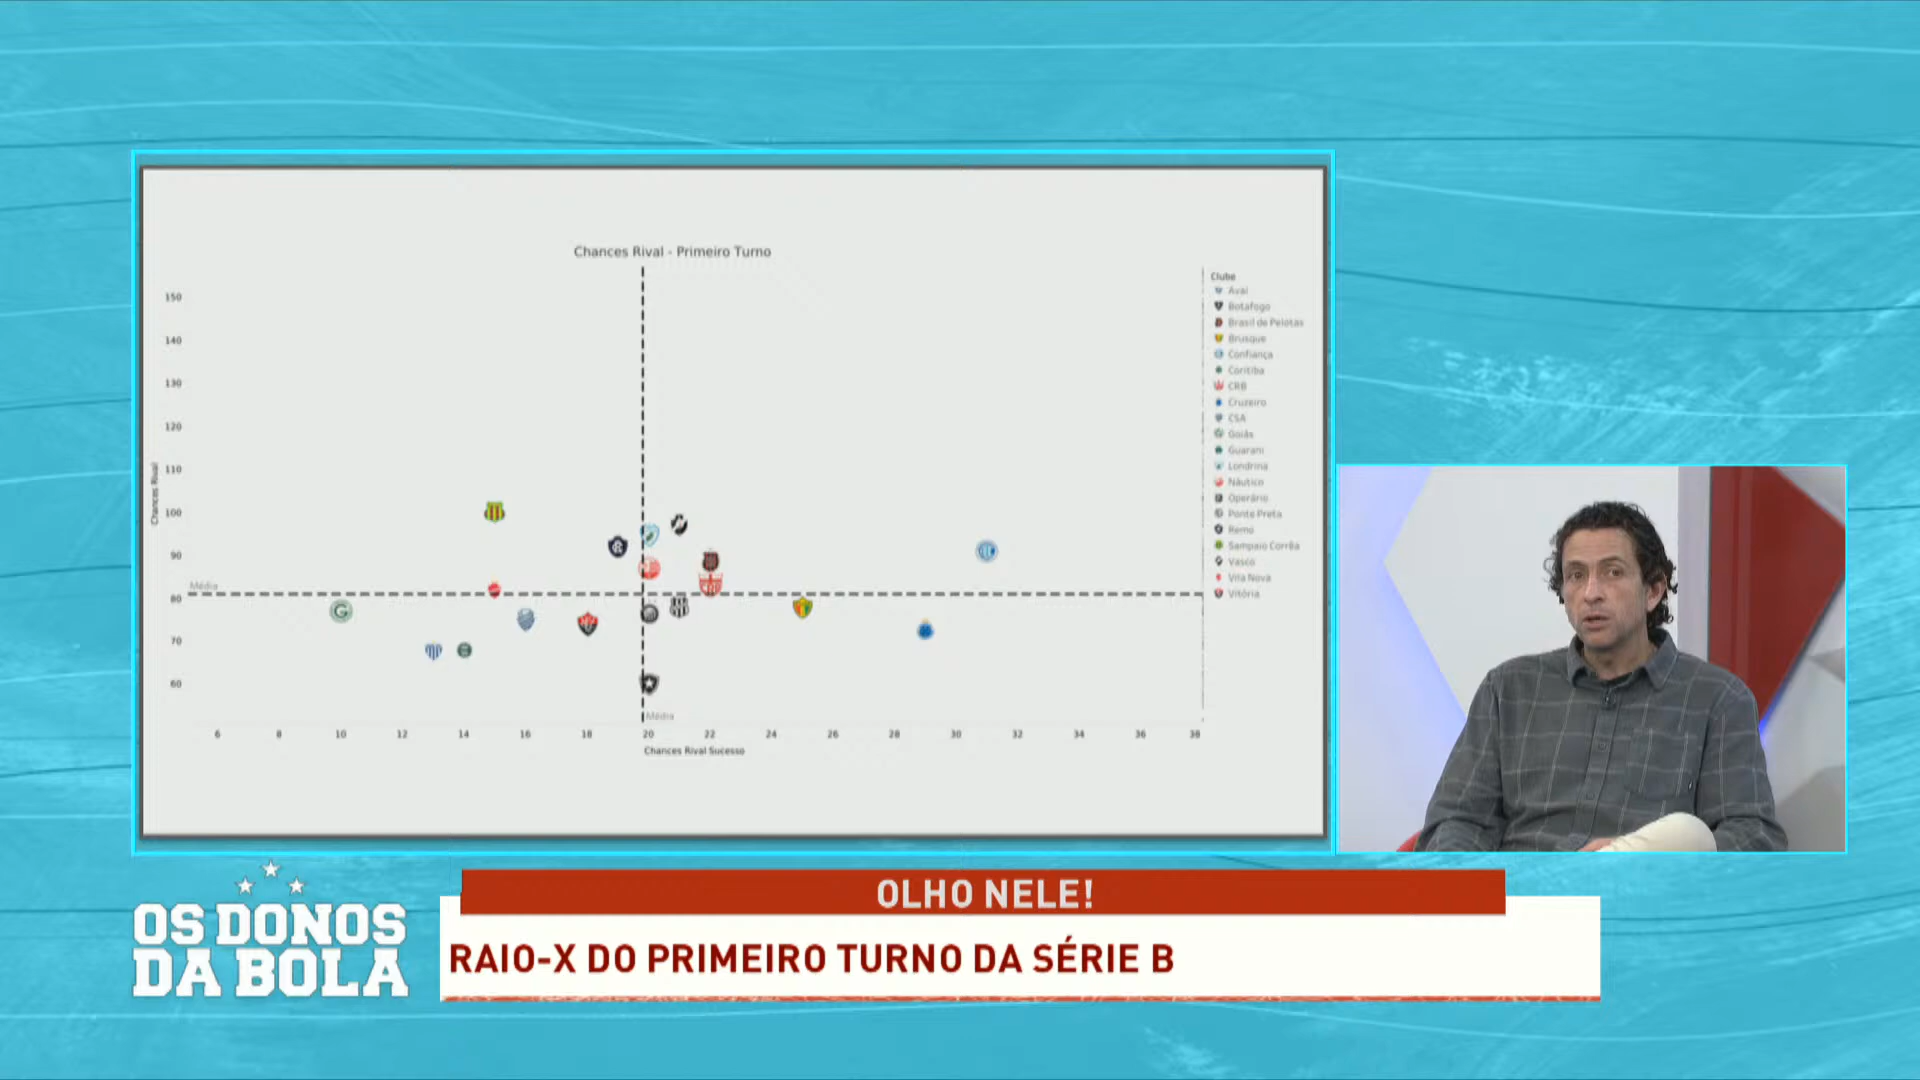 Chances Rival - Primeiro Turno
150
140
130
120
110
100
90
80
70
60
Chances Rival
Média
Média
6
8
10
12
14
16
18
20
22
24
26
28
30
32
34
36
38
Chances Rival Sucesso
Clube
Avaí
Botafogo
Brasil de Pelotas
Brusque
Confiança
Coritiba
CRB
Cruzeiro
CSA
Goiás
Guarani
Londrina
Náutico
Operário
Ponte Preta
Remo
Sampaio Corrêa
Vasco
Vila Nova
Vitória
OLHO NELE!
OS DONOS
DA BOLA
RAIO-X DO PRIMEIRO TURNO DA SÉRIE B